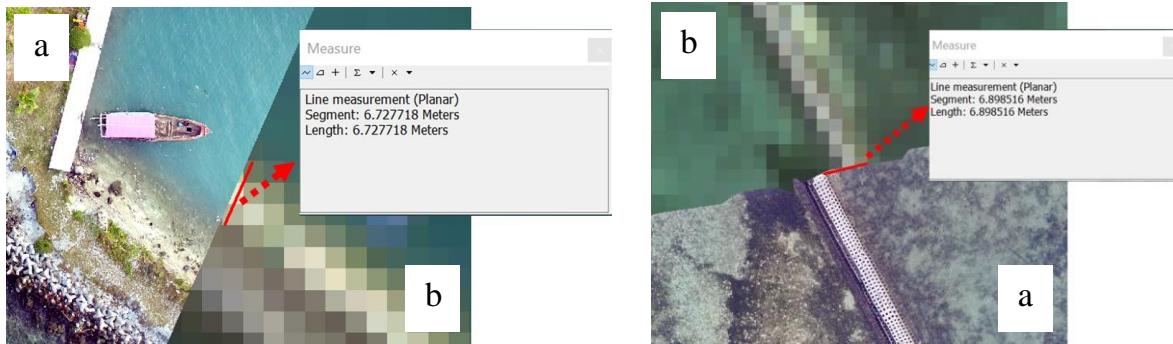 a
Measure
Line measurement (Planar)
Segment: 6.727718 Meters
Length: 6.727718 Meters
b
b
Measure
Line measurement (Planar)
Segment: 6.898516 Meters
Length: 6.898516 Meters
a